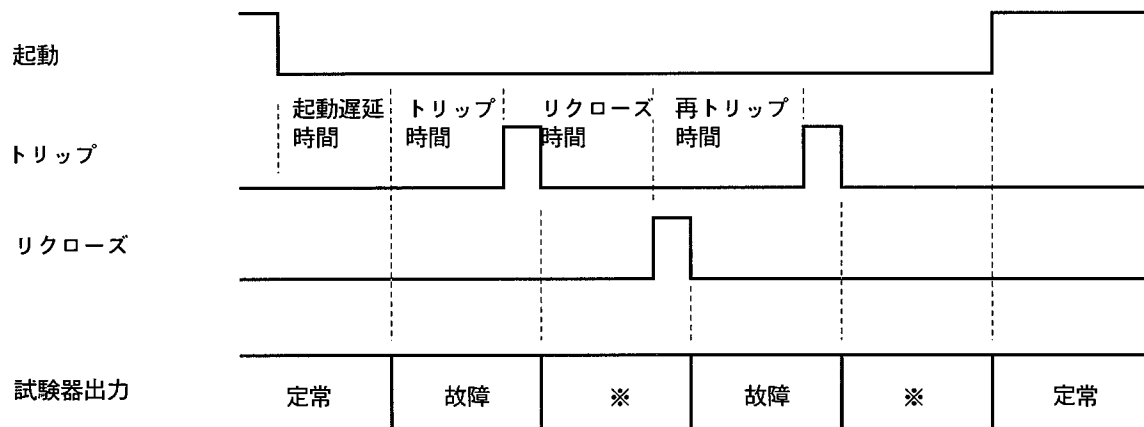 起動
起動遅延
時間
トリップ
時間
リクローズ
時間
再トリップ
時間
トリップ
リクローズ
試験器出力
定常
故障
※
故障
※
定常